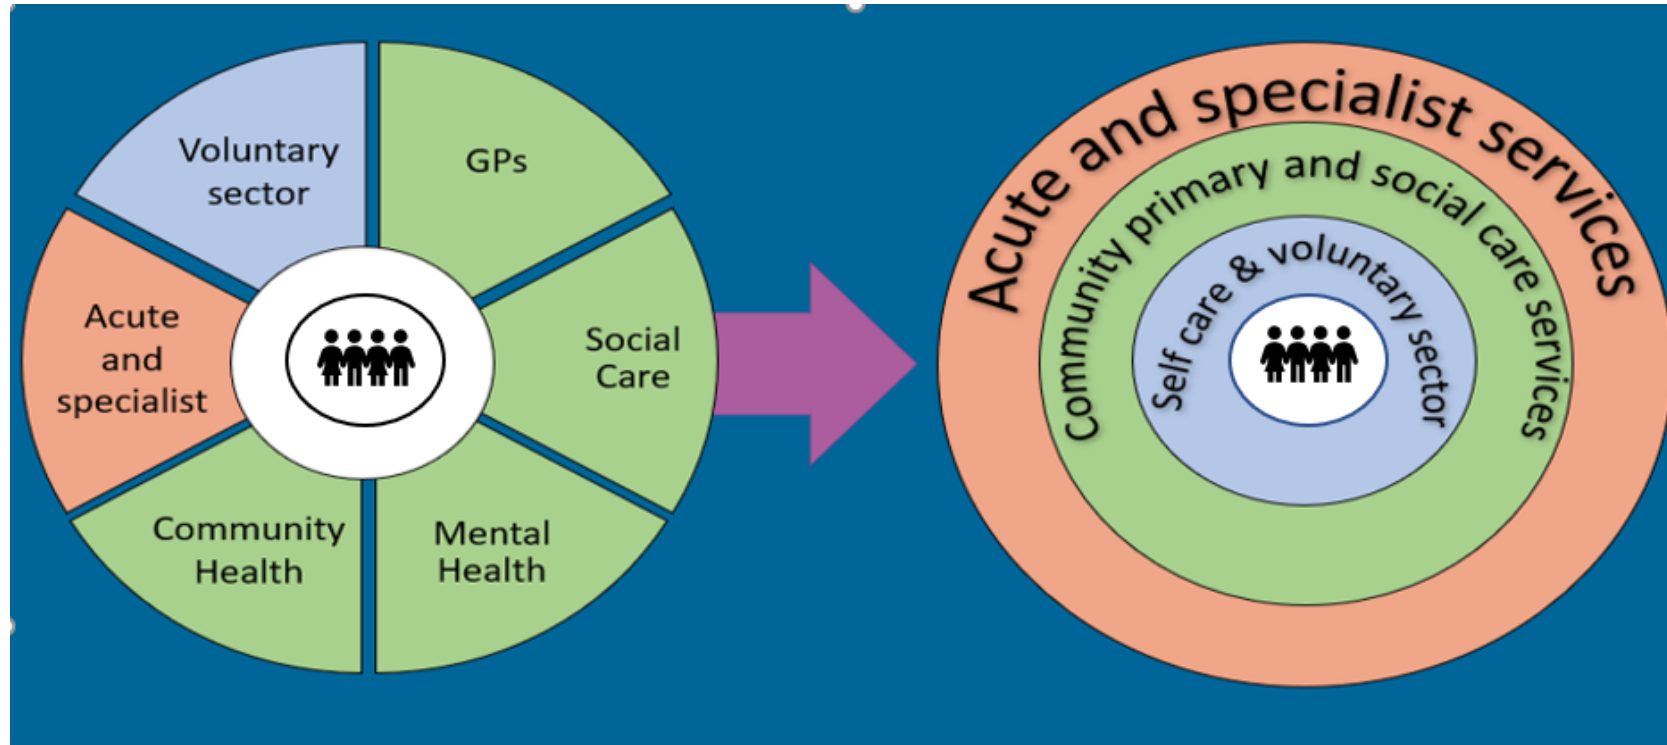 Voluntary
sector
GPs
Acute
and
specialist
Social
Care
Community
Health
Mental
Health
Acute and specialist services
Community primary and social care services
Self care & voluntary sector